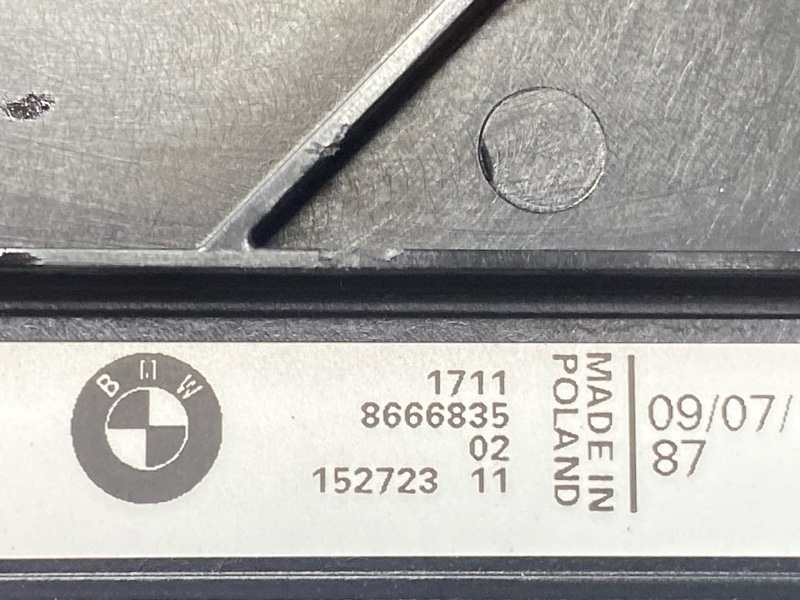 BMW
1711
8666835
02
152723 11
MADE IN
POLAND
09/07/
87